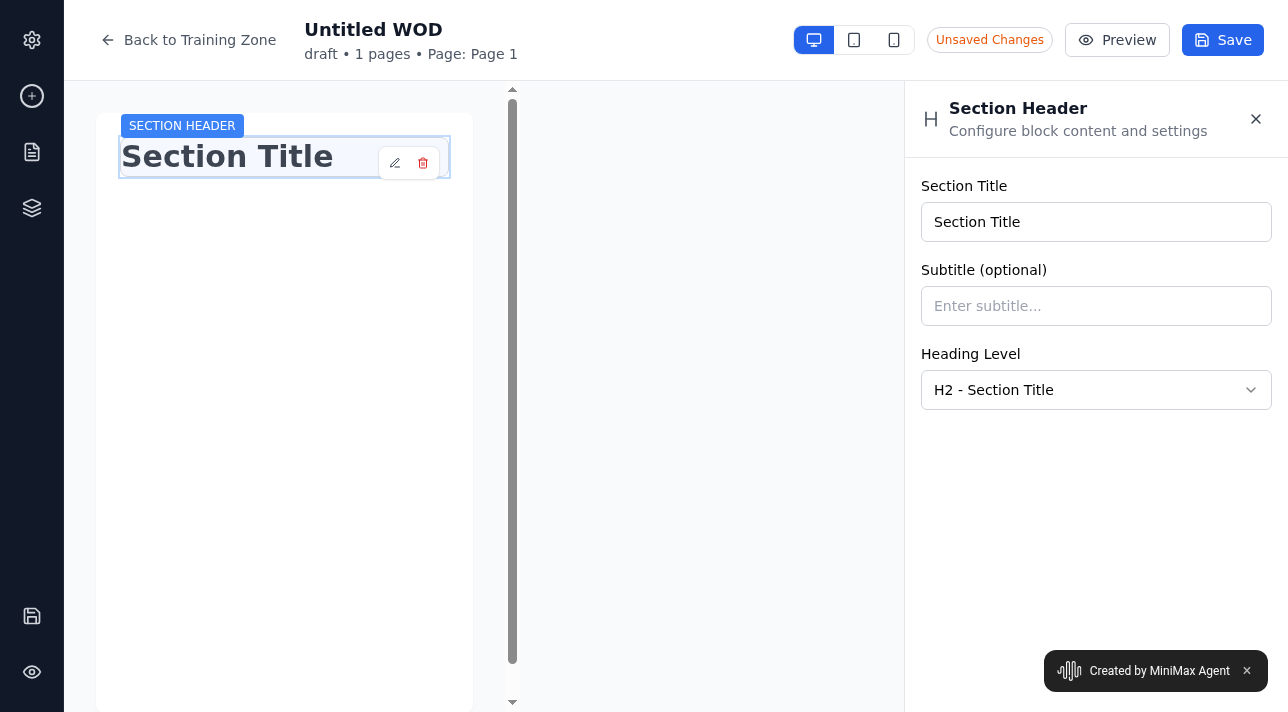 Back to Training Zone
Untitled WOD
draft • 1 pages • Page: Page 1
Unsaved Changes
Preview
Save
SECTION HEADER
Section Title
Section Header
Configure block content and settings
Section Title
Section Title
Subtitle (optional)
Enter subtitle...
Heading Level
H2 - Section Title
Created by MiniMax Agent